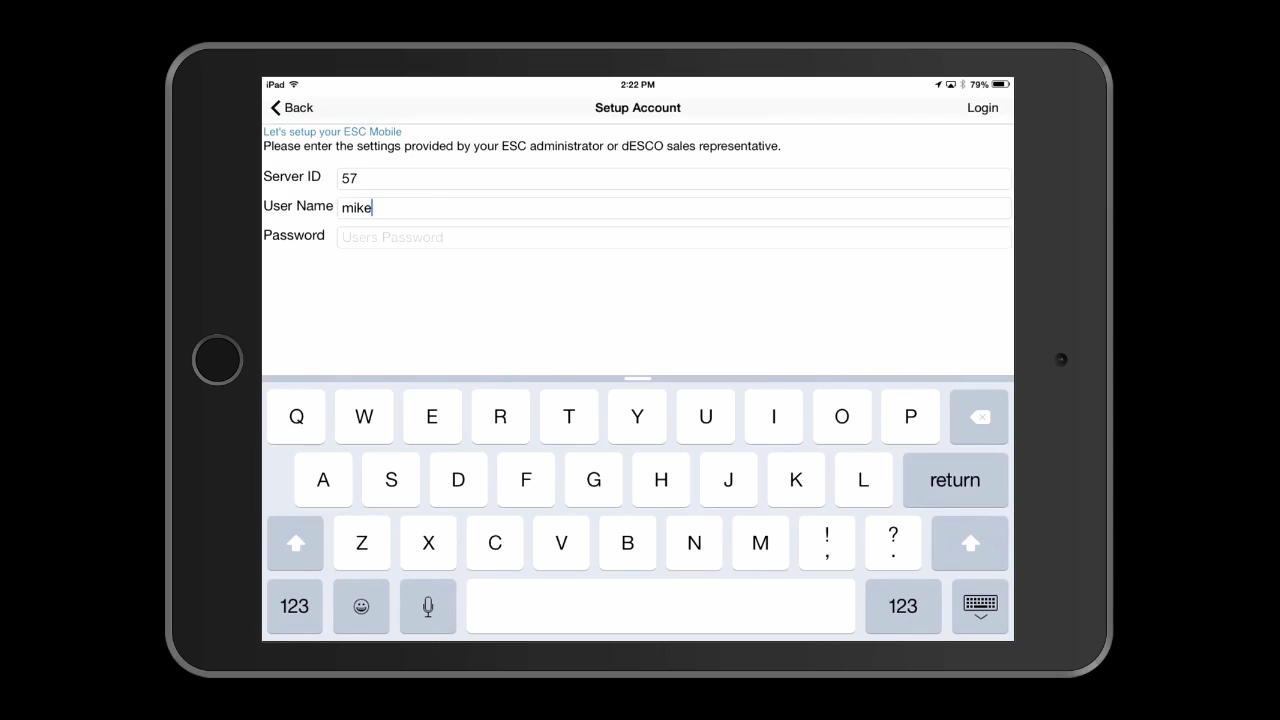 iPad 2:22 PM 79%
Back Setup Account Login
Let's setup your ESC Mobile
Please enter the settings provided by your ESC administrator or dESCO sales representative.
Server ID 57
User Name mike
Password Users Password
Q W E R T Y U I O P
A S D F G H J K L return
Z X C V B N M ! , ? .
123 123